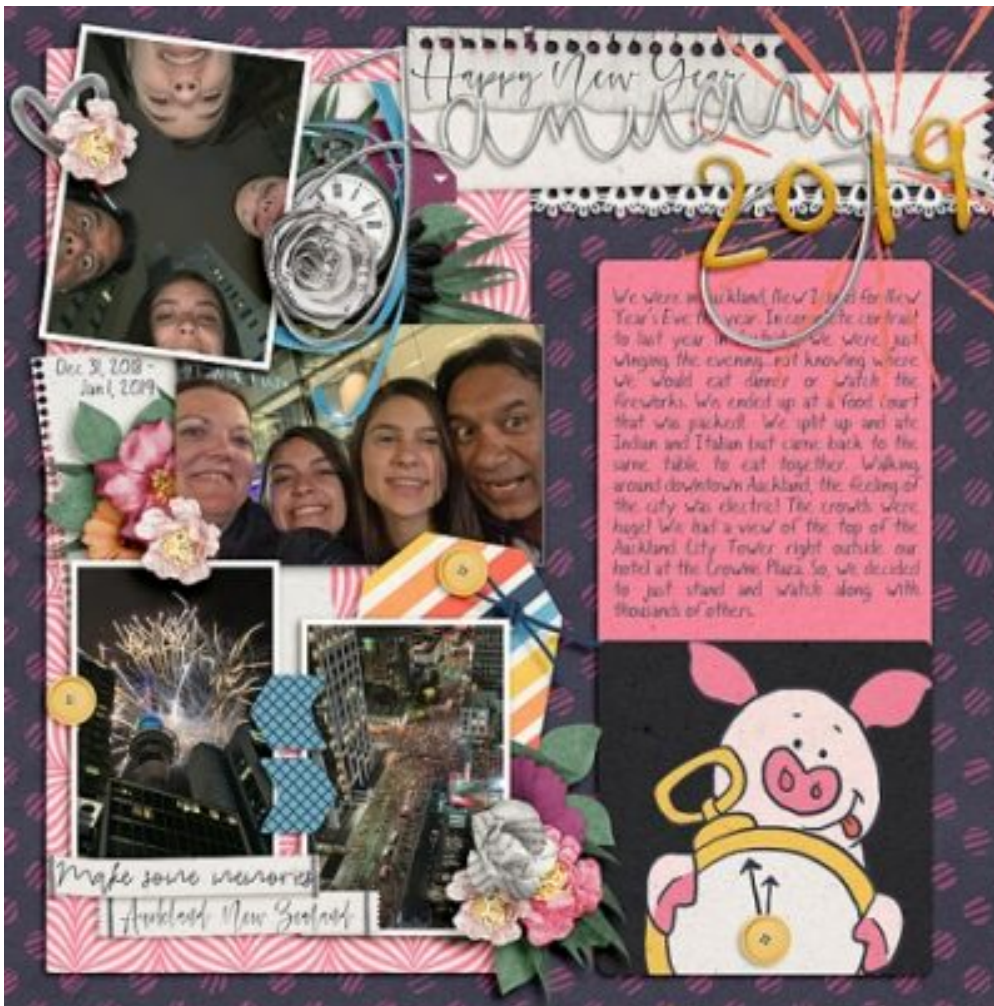 Happy New Year
January
2019
We were in Auckland, New Zealand for New
Year's Eve this year. In complete contrast
to last year we were just
winging the evening...not knowing where
we would eat dinner or watch the
fireworks. We ended up at a food court
that was packed! We split up and ate
Indian and Italian but came back to the
same table to eat together. Walking
around downtown Auckland, the feeling of
the city was electric! The crowds were
huge! We had a view of the top of the
Auckland City Tower right outside our
hotel at the Crowne Plaza. So, we decided
to just stand and watch along with
thousands of others.
Dec 31, 2018 -
Jan 1, 2019
Make some memories
Auckland New Zealand